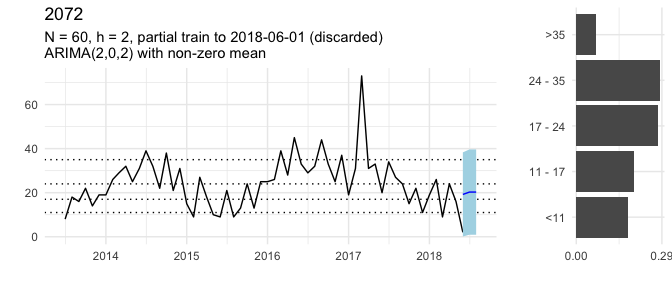 2072
N = 60, h = 2, partial train to 2018-06-01 (discarded)
ARIMA(2,0,2) with non-zero mean
60
40
20
0
2014 2015 2016 2017 2018
>35
24 - 35
17 - 24
11 - 17
<11
0.00 0.29